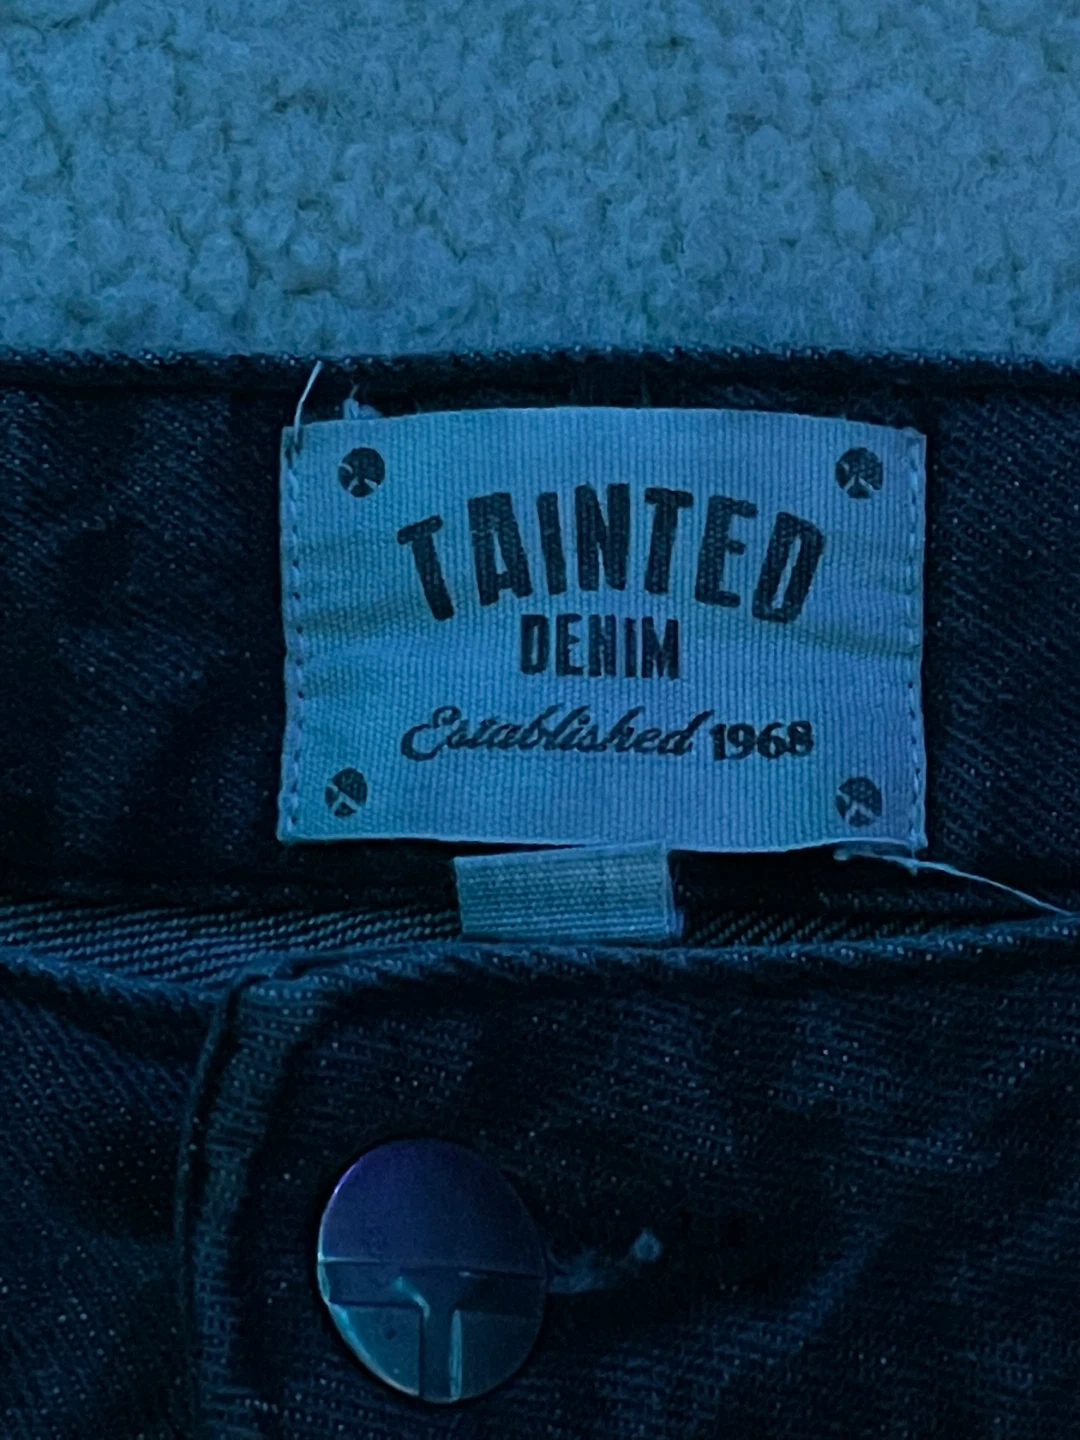 TAINTED
DENIM
Established 1968